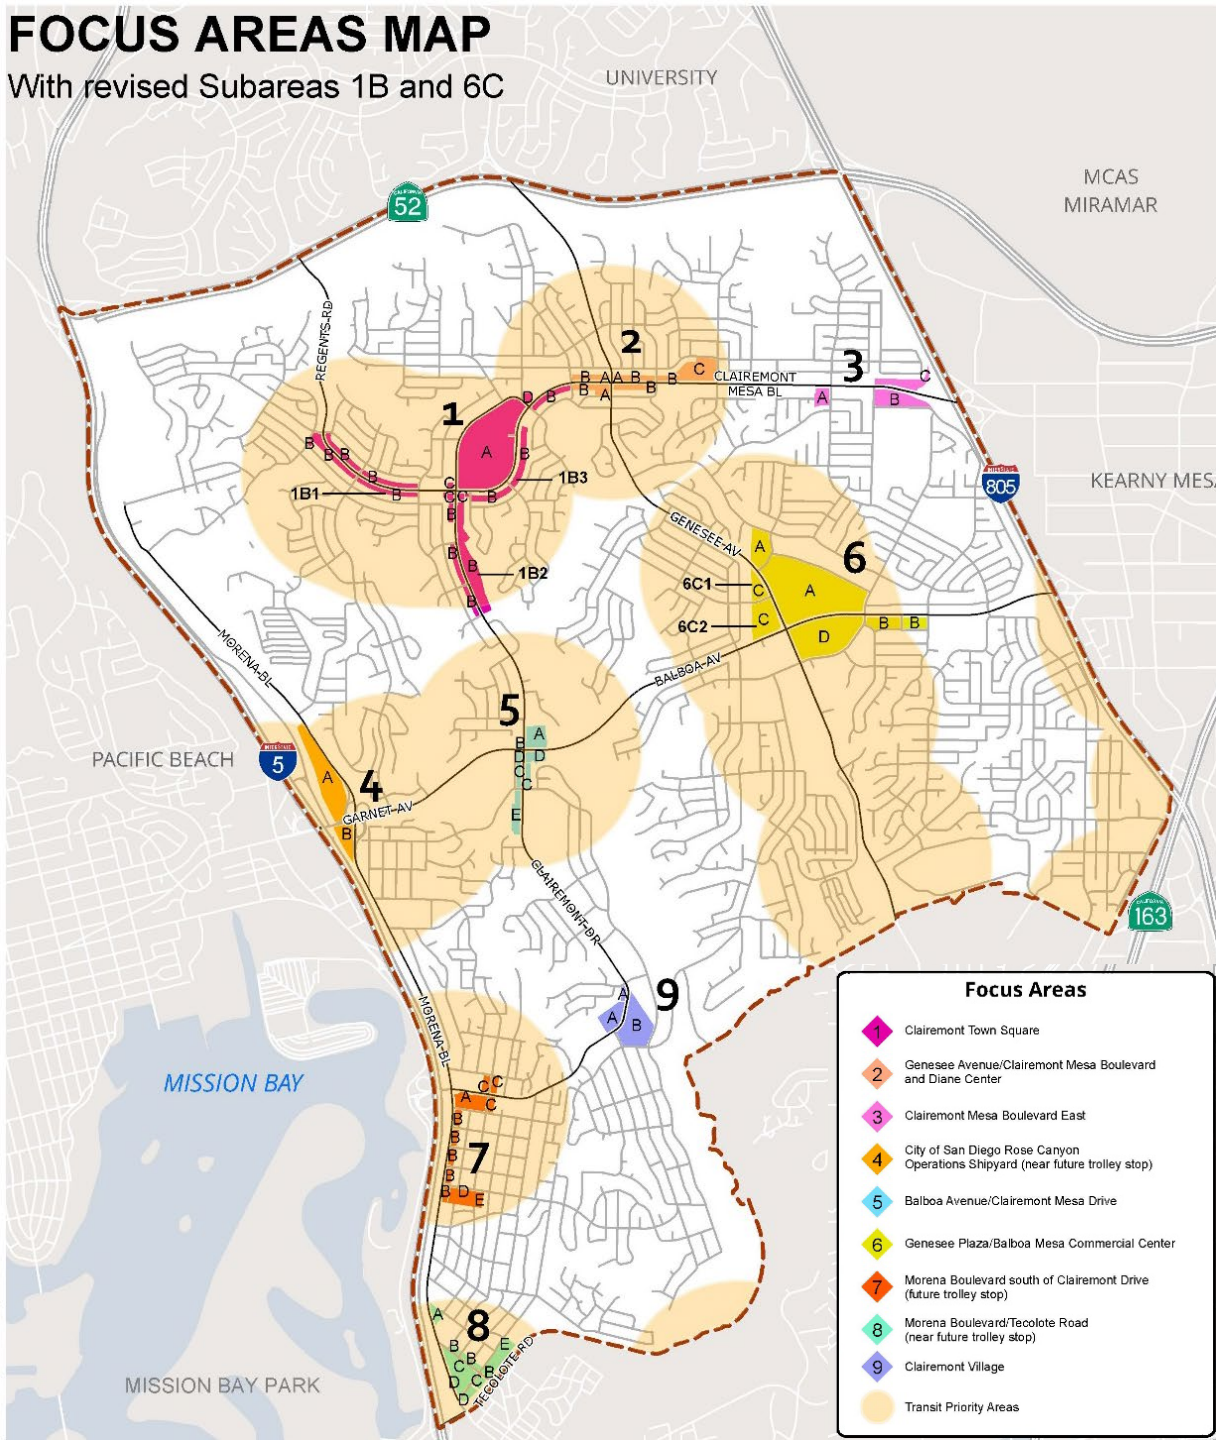 FOCUS AREAS MAP
With revised Subareas 1B and 6C
UNIVERSITY
MCAS
MIRAMAR
CALIFORNIA
52
REGENTS RD
2
B A A B B C
B A B
CLAIREMONT
MESA BL
3
C
A B
1
D B
A
B
B
B B
B
B
C
C C
B
1B1
1B3
B
B
B
B
1B2
INTERSTATE
805
KEARNY MESA
GENESEE AV
6
A
6C1
C
A
6C2
C
D
B B
BALBOA AV
MORENA BL
5
B A
D D
C
C
E
PACIFIC BEACH
INTERSTATE
5
A
4
GARNET AV
B
CLAIREMONT DR
CALIFORNIA
163
9
A
A B
MORENA BL
MISSION BAY
C C
A C
B
B
B
B
7
B D E
8
A
B
B
E
C
B
D C
D
TECOLOTE RD
MISSION BAY PARK
Focus Areas
1 Clairemont Town Square
2 Genesee Avenue/Clairemont Mesa Boulevard
and Diane Center
3 Clairemont Mesa Boulevard East
4 City of San Diego Rose Canyon
Operations Shipyard (near future trolley stop)
5 Balboa Avenue/Clairemont Mesa Drive
6 Genesee Plaza/Balboa Mesa Commercial Center
7 Morena Boulevard south of Clairemont Drive
(future trolley stop)
8 Morena Boulevard/Tecolote Road
(near future trolley stop)
9 Clairemont Village
Transit Priority Areas